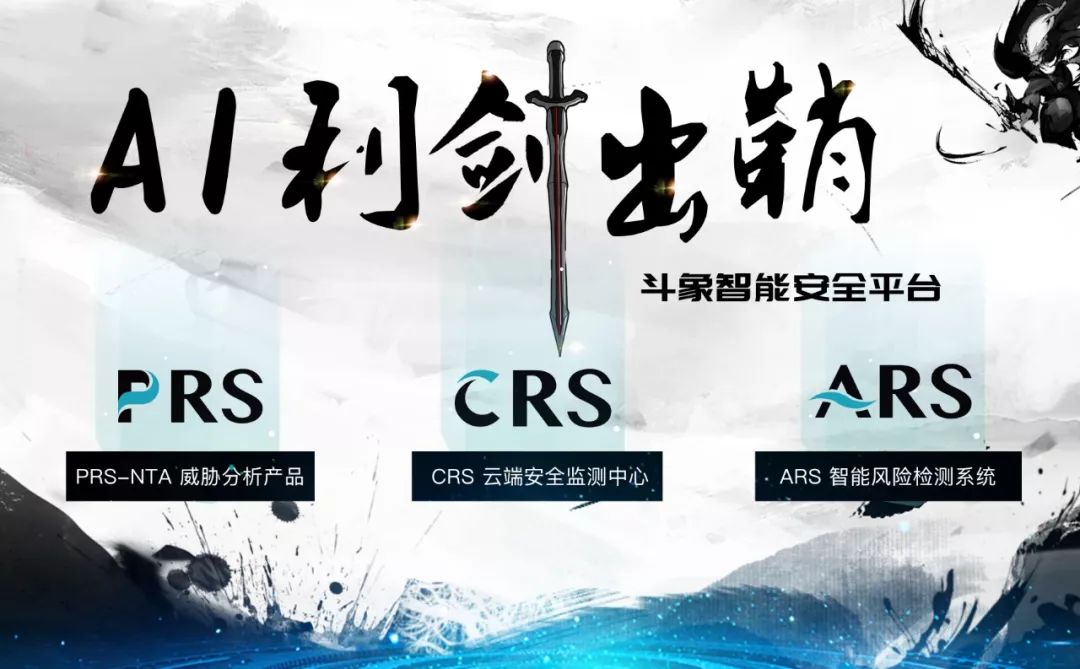 AI利剑出鞘
斗象智能安全平台
PRS
CRS
ARS
PRS-NTA 威胁分析产品
CRS 云端安全监测中心
ARS 智能风险检测系统